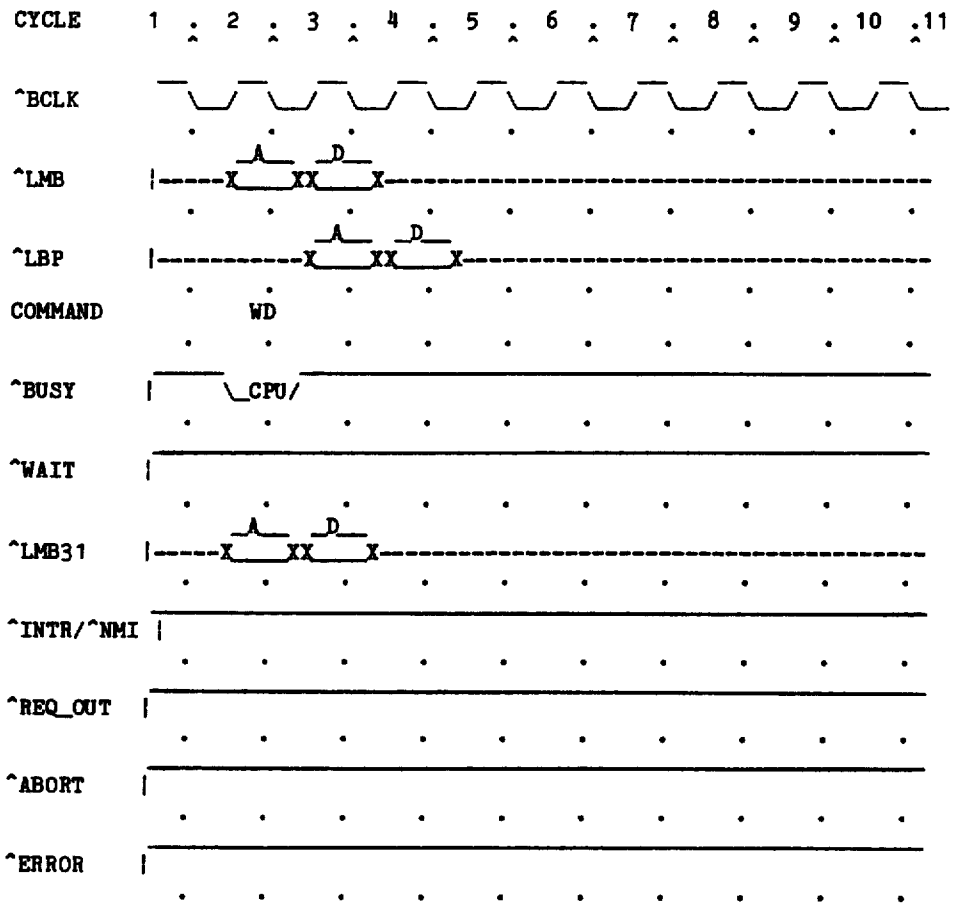 CYCLE 1 . 2 . 3 . 4 . 5 . 6 . 7 . 8 . 9 . 10 . 11
^BCLK
A D
^LMB
A D
^LBP
COMMAND WD
^BUSY CPU
^WAIT
A D
^LMB31
^INTR/^NMI
^REQ_OUT
^ABORT
^ERROR